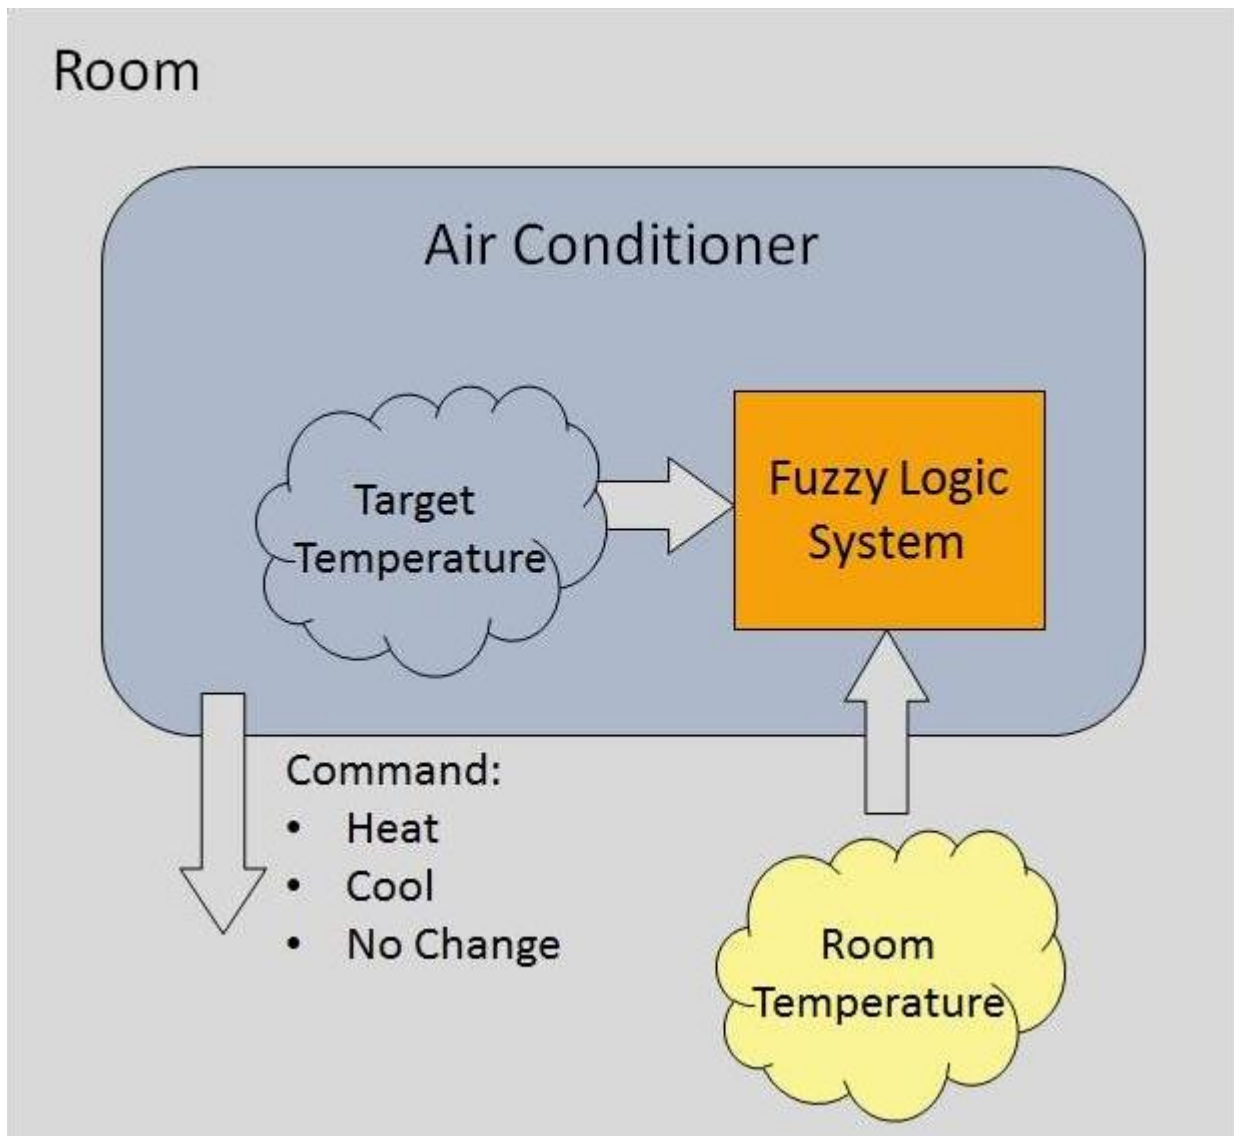 Room
Air Conditioner
Target
Temperature
Fuzzy Logic
System
Command:
• Heat
• Cool
• No Change
Room
Temperature